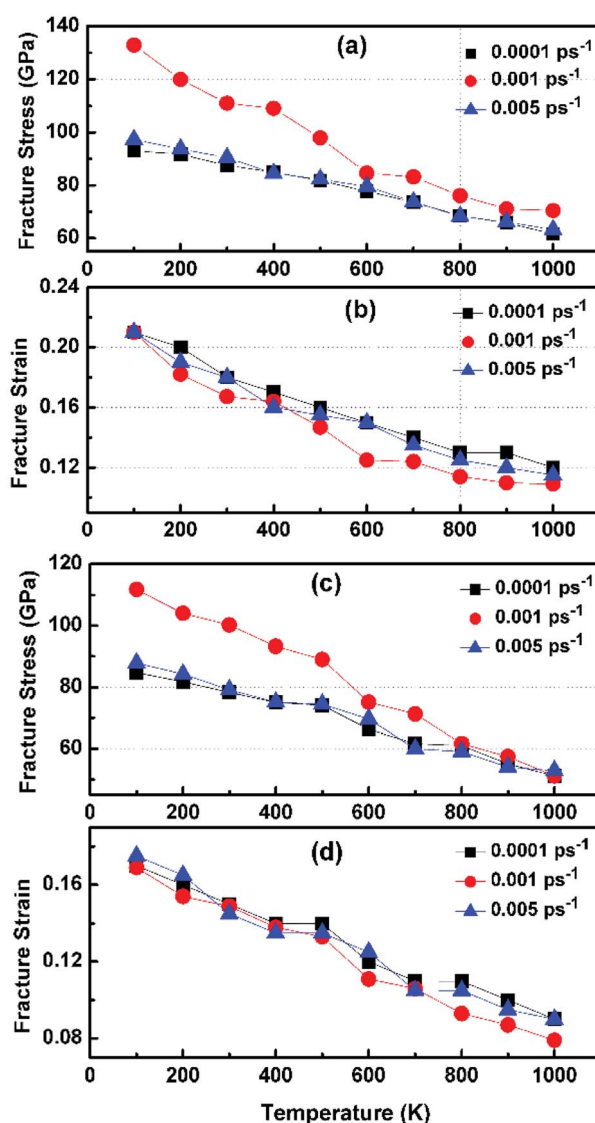 (a)
0.0001 ps⁻¹
0.001 ps⁻¹
0.005 ps⁻¹
Fracture Stress (GPa)
140
120
100
80
60
0 200 400 600 800 1000
(b)
0.0001 ps⁻¹
0.001 ps⁻¹
0.005 ps⁻¹
Fracture Strain
0.24
0.20
0.16
0.12
0 200 400 600 800 1000
(c)
0.0001 ps⁻¹
0.001 ps⁻¹
0.005 ps⁻¹
Fracture Stress (GPa)
120
100
80
60
0 200 400 600 800 1000
(d)
0.0001 ps⁻¹
0.001 ps⁻¹
0.005 ps⁻¹
Fracture Strain
0.16
0.12
0.08
0 200 400 600 800 1000
Temperature (K)